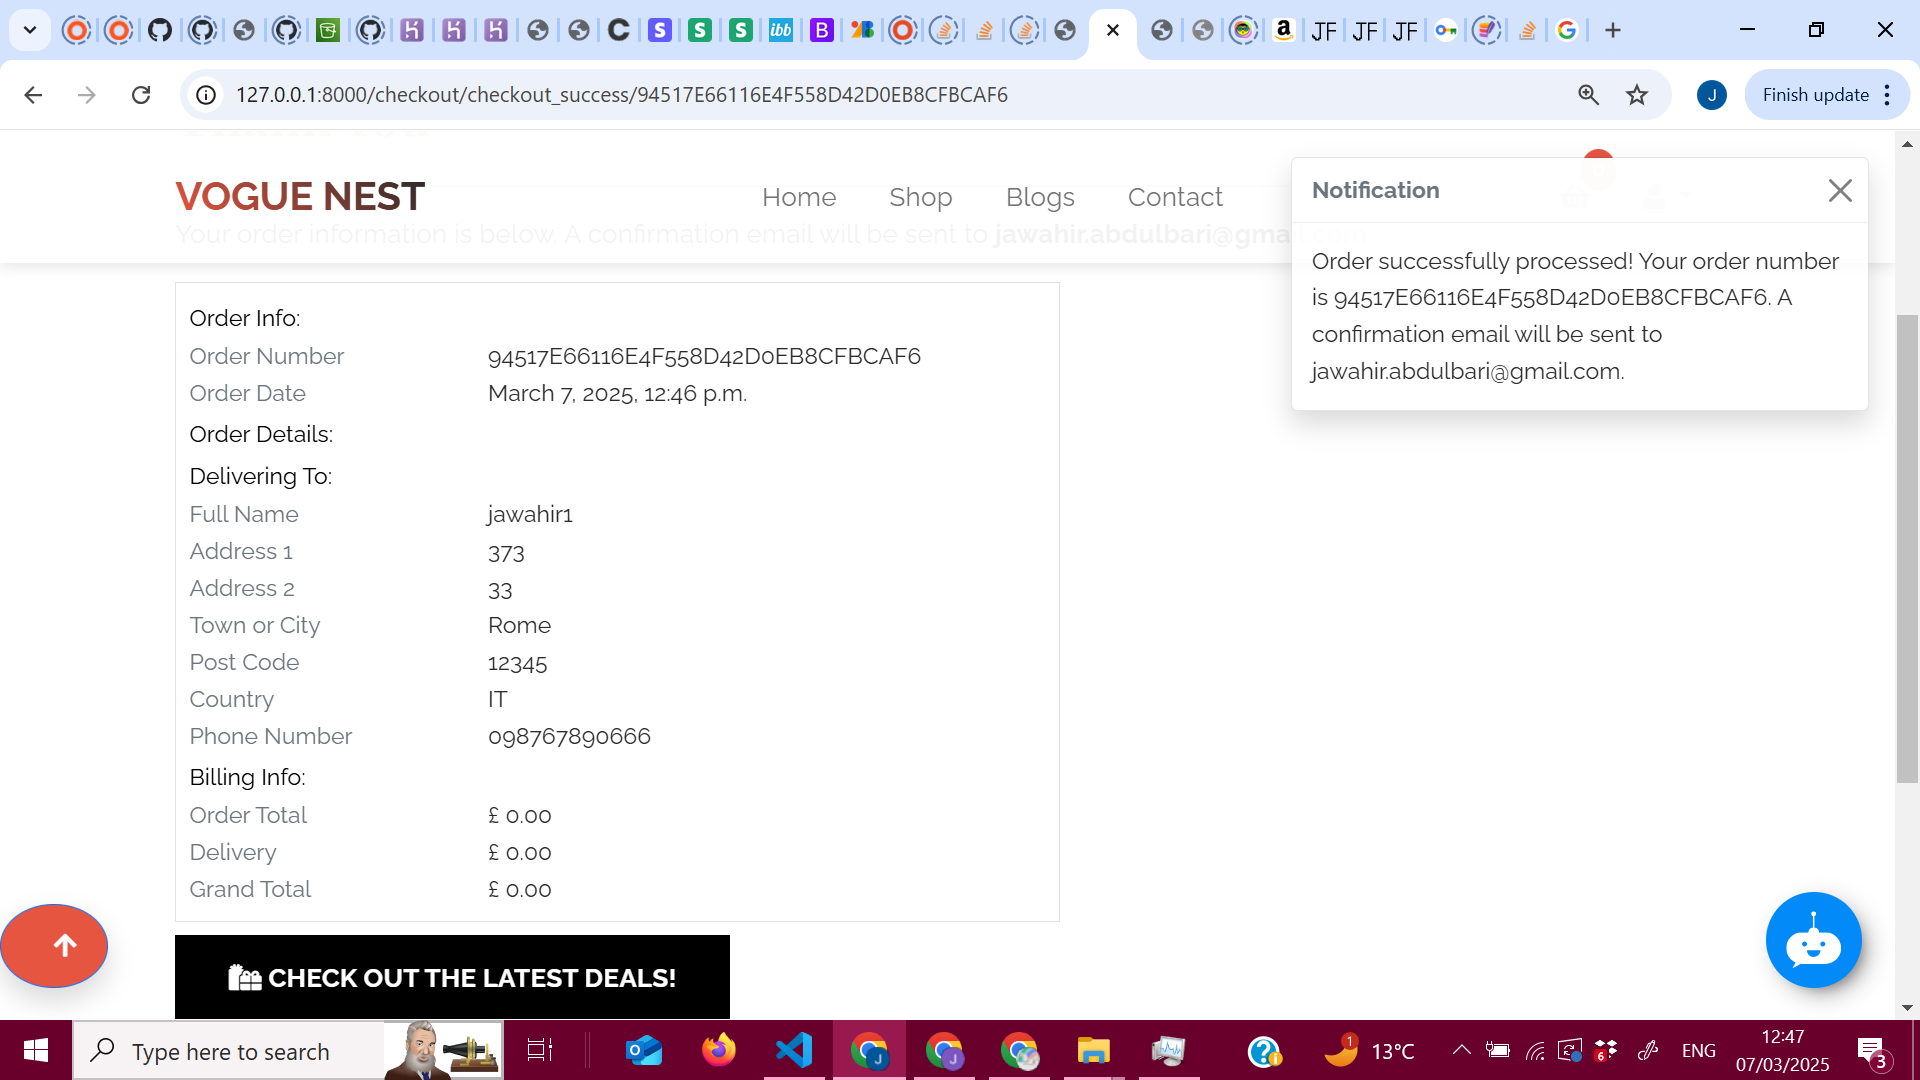 127.0.0.1:8000/checkout/checkout_success/94517E66116E4F558D42D0EB8CFBCAF6
J
Finish update
VOGUE NEST
Home
Shop
Blogs
Contact
Your order information is below. A confirmation email will be sent to jawahir.abdulbari@gma
Notification
Order successfully processed! Your order number
is 94517E66116E4F558D42D0EB8CFBCAF6. A
confirmation email will be sent to
jawahir.abdulbari@gmail.com.
Order Info:
Order Number 94517E66116E4F558D42D0EB8CFBCAF6
Order Date March 7, 2025, 12:46 p.m.
Order Details:
Delivering To:
Full Name jawahir1
Address 1 373
Address 2 33
Town or City Rome
Post Code 12345
Country IT
Phone Number 098767890666
Billing Info:
Order Total £ 0.00
Delivery £ 0.00
Grand Total £ 0.00
CHECK OUT THE LATEST DEALS!
Type here to search
1
13°C
6
ENG
12:47
07/03/2025
3